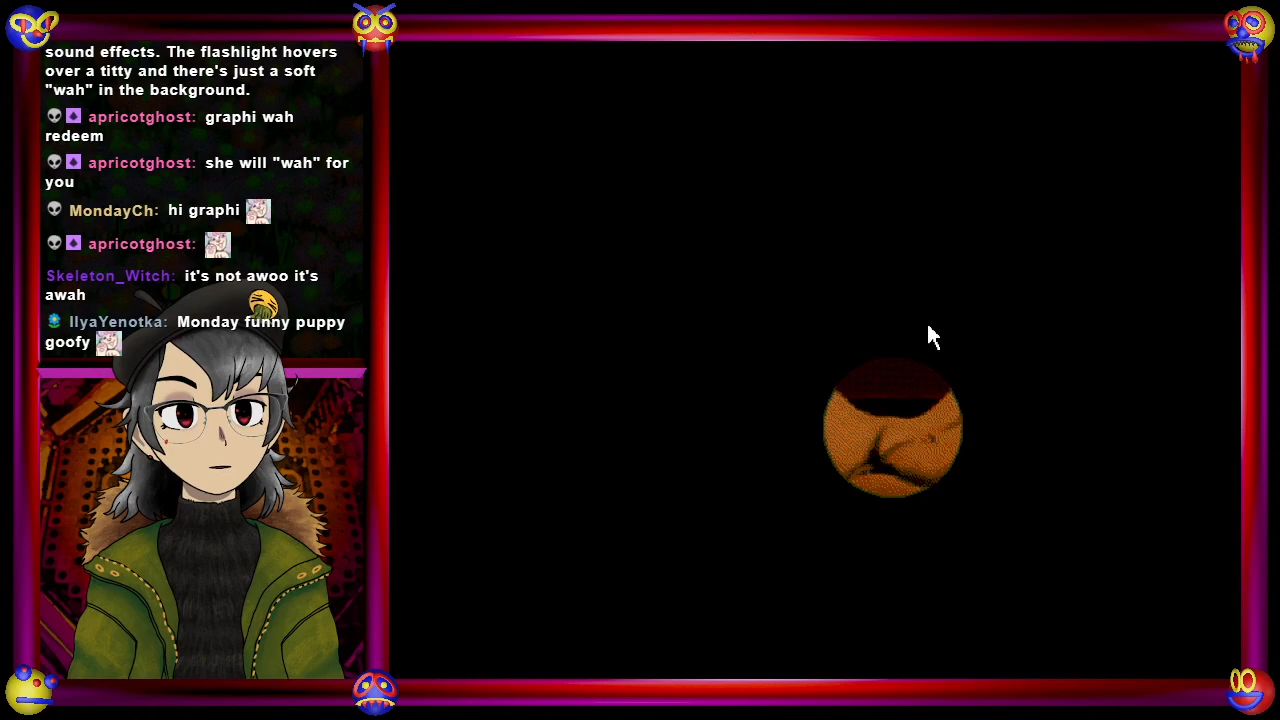 sound effects. The flashlight hovers
over a titty and there's just a soft
"wah" in the background.
apricotghost: graphi wah
redeem
apricotghost: she will "wah" for
you
MondayCh: hi graphi
apricotghost:
Skeleton_Witch: it's not awoo it's
awah
IlyaYenotka: Monday funny puppy
goofy